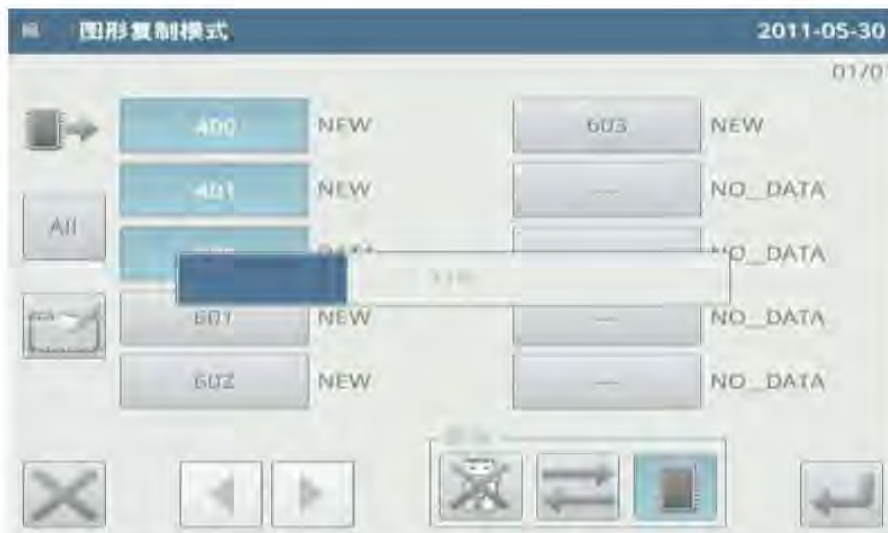 图形复制模式 2011-05-30
01/01
400 NEW 603 NEW
401 NEW --- NO_DATA
NO_DATA
All
601 NEW --- NO_DATA
602 NEW --- NO_DATA